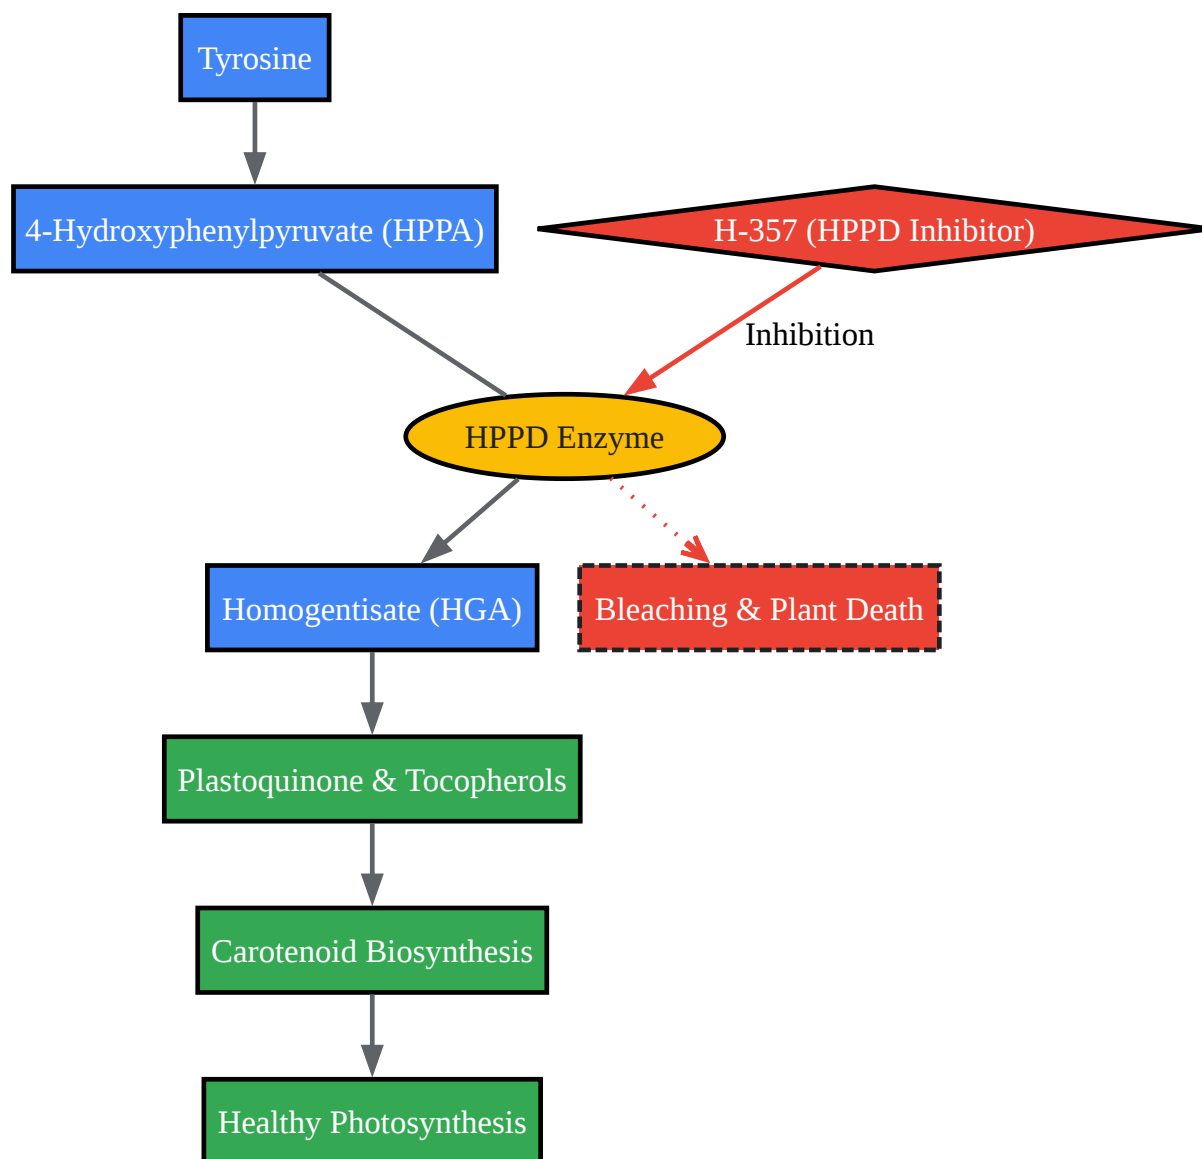 Tyrosine
4-Hydroxyphenylpyruvate (HPPA)
H-357 (HPPD Inhibitor)
Inhibition
HPPD Enzyme
Homogentisate (HGA)
Bleaching & Plant Death
Plastoquinone & Tocopherols
Carotenoid Biosynthesis
Healthy Photosynthesis